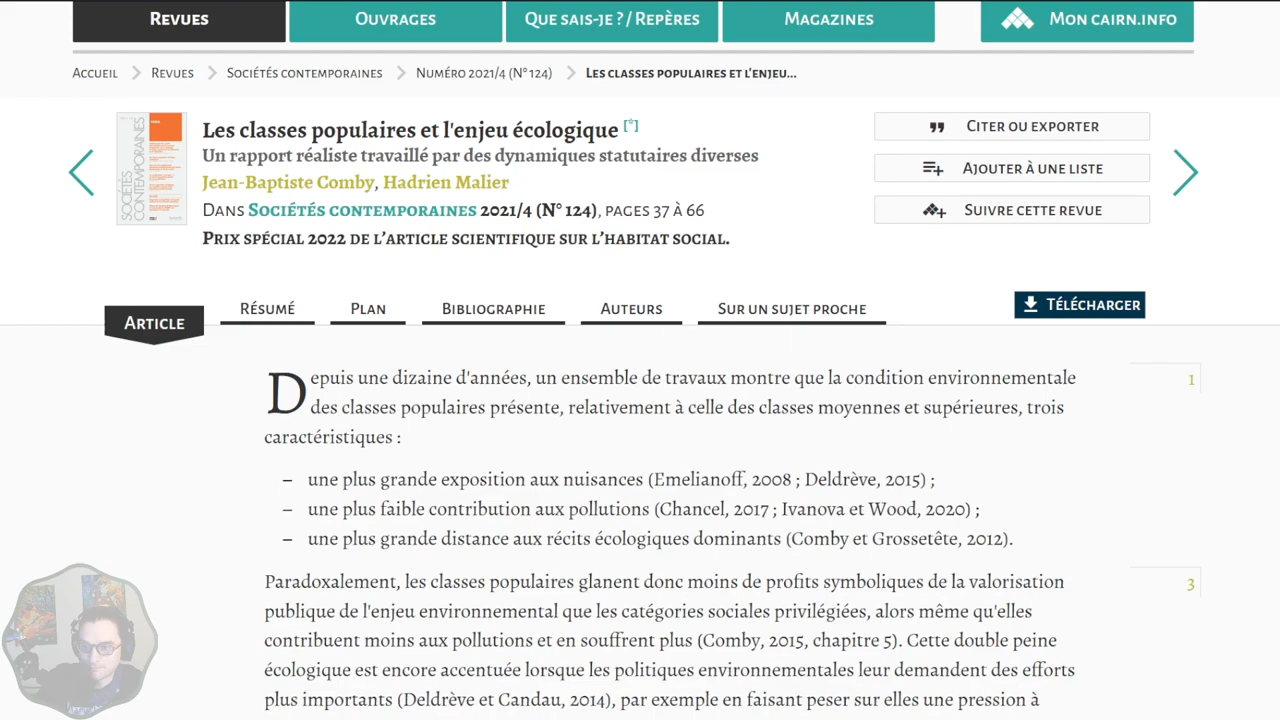 Revues
Ouvrages
Que sais-je ? / Repères
Magazines
Mon cairn.info
Accueil
Revues
Sociétés contemporaines
Numéro 2021/4 (N° 124)
Les classes populaires et l'enjeu...
Les classes populaires et l'enjeu écologique [*]
Un rapport réaliste travaillé par des dynamiques statutaires diverses
Jean-Baptiste Comby, Hadrien Malier
Dans Sociétés contemporaines 2021/4 (N° 124), pages 37 à 66
Prix spécial 2022 de l’article scientifique sur l’habitat social.
Citer ou exporter
Ajouter à une liste
Suivre cette revue
SOCIÉTÉS CONTEMPORAINES
Article
Résumé
Plan
Bibliographie
Auteurs
Sur un sujet proche
Télécharger
Depuis une dizaine d'années, un ensemble de travaux montre que la condition environnementale
1
des classes populaires présente, relativement à celle des classes moyennes et supérieures, trois
caractéristiques :
– une plus grande exposition aux nuisances (Emelianoff, 2008 ; Deldrève, 2015) ;
– une plus faible contribution aux pollutions (Chancel, 2017 ; Ivanova et Wood, 2020) ;
– une plus grande distance aux récits écologiques dominants (Comby et Grossetête, 2012).
Paradoxalement, les classes populaires glanent donc moins de profits symboliques de la valorisation
3
publique de l'enjeu environnemental que les catégories sociales privilégiées, alors même qu'elles
contribuent moins aux pollutions et en souffrent plus (Comby, 2015, chapitre 5). Cette double peine
écologique est encore accentuée lorsque les politiques environnementales leur demandent des efforts
plus importants (Deldrève et Candau, 2014), par exemple en faisant peser sur elles une pression à